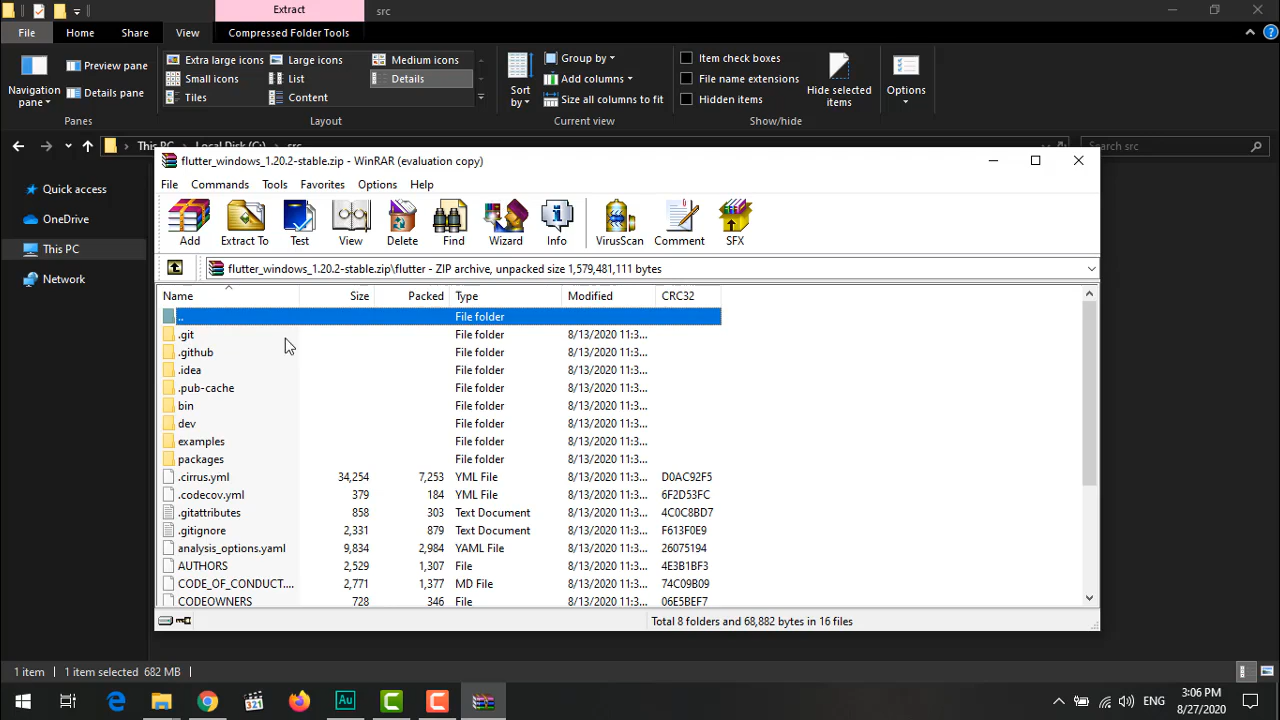 Extract
src
File
Home
Share
View
Compressed Folder Tools
Navigation pane
Preview pane
Details pane
Panes
Extra large icons
Large icons
Medium icons
Small icons
List
Details
Tiles
Content
Layout
Sort by
Group by
Add columns
Size all columns to fit
Current view
Item check boxes
File name extensions
Hidden items
Show/hide
Hide selected items
Options
This PC
Local Disk (C:)
src
Search src
Quick access
OneDrive
This PC
Network
flutter_windows_1.20.2-stable.zip - WinRAR (evaluation copy)
File Commands Tools Favorites Options Help
Add Extract To Test View Delete Find Wizard Info VirusScan Comment SFX
flutter_windows_1.20.2-stable.zip\flutter - ZIP archive, unpacked size 1,579,481,111 bytes
Name Size Packed Type Modified CRC32
.. File folder
.git File folder 8/13/2020 11:3...
.github File folder 8/13/2020 11:3...
.idea File folder 8/13/2020 11:3...
.pub-cache File folder 8/13/2020 11:3...
bin File folder 8/13/2020 11:3...
dev File folder 8/13/2020 11:3...
examples File folder 8/13/2020 11:3...
packages File folder 8/13/2020 11:3...
.cirrus.yml 34,254 7,253 YML File 8/13/2020 11:3... D0AC92F5
.codecov.yml 379 184 YML File 8/13/2020 11:3... 6F2D53FC
.gitattributes 858 303 Text Document 8/13/2020 11:3... 4C0C8BD7
.gitignore 2,331 879 Text Document 8/13/2020 11:3... F613F0E9
analysis_options.yaml 9,834 2,984 YAML File 8/13/2020 11:3... 26075194
AUTHORS 2,529 1,307 File 8/13/2020 11:3... 4E3B1BF3
CODE_OF_CONDUCT.... 2,771 1,377 MD File 8/13/2020 11:3... 74C09B09
CODEOWNERS 728 346 File 8/13/2020 11:3... 06E5BEF7
Total 8 folders and 68,882 bytes in 16 files
1 item 1 item selected 682 MB
321
Au
ENG
3:06 PM
8/27/2020